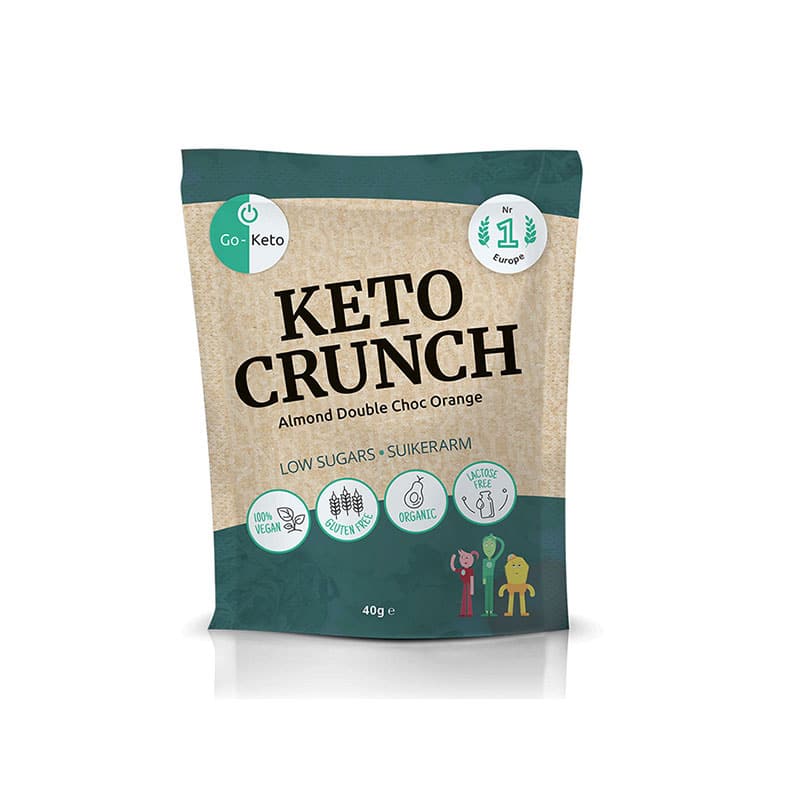 Go-Keto
Nr
1
Europe
KETO
CRUNCH
Almond Double Choc Orange
LOW SUGARS • SUIKERARM
100%
VEGAN
GLUTEN FREE
ORGANIC
LACTOSE
FREE
40g e